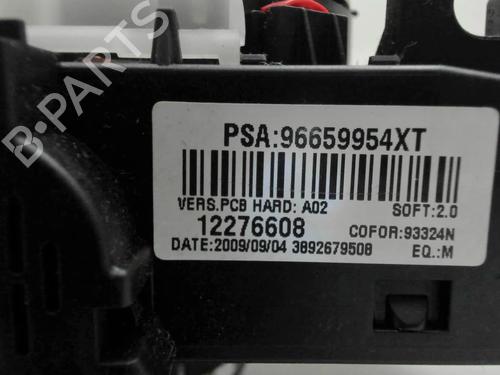 B-PARTS
PSA:96659954XT
VERS.PCB HARD: A02 SOFT:2.0
12276608 COFOR:93324N
DATE:2009/09/04 3892679508 EQ.:M